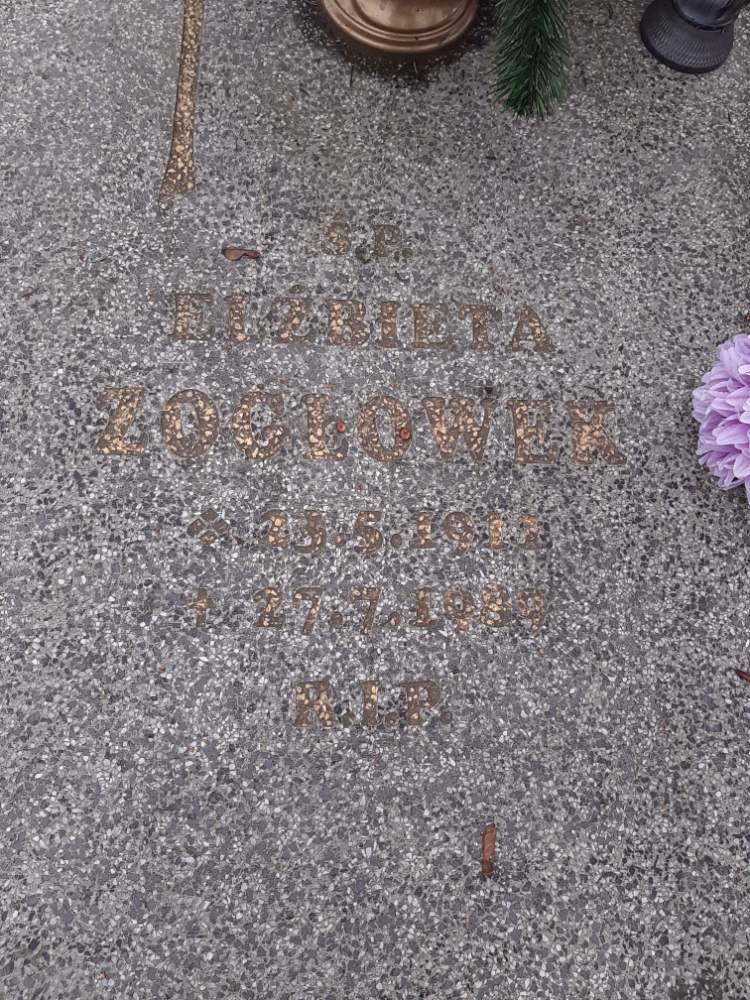 Ś.P.
ELŻBIETA
ZOGŁOWEK
* 23.5.1911
† 27.7.1989
R.I.P.